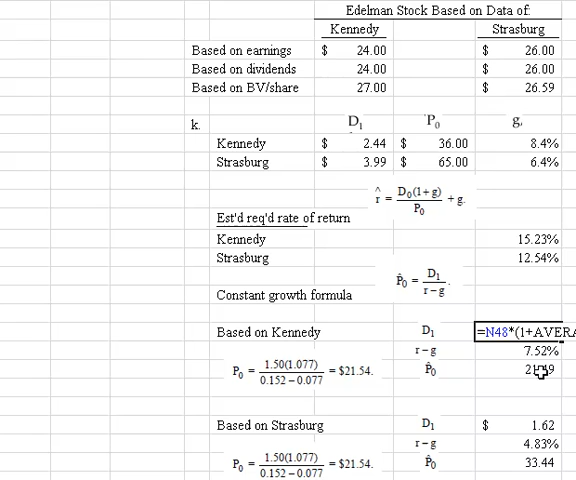 Edelman Stock Based on Data of:
Kennedy Strasburg
Based on earnings $ 24.00 $ 26.00
Based on dividends 24.00 $ 26.00
Based on BV/share 27.00 $ 26.59
k. D1 P0 g,
Kennedy $ 2.44 $ 36.00 8.4%
Strasburg $ 3.99 $ 65.00 6.4%
r̂ = D0(1+g) / P0 + g.
Est'd req'd rate of return
Kennedy 15.23%
Strasburg 12.54%
P̂0 = D1 / r−g .
Constant growth formula
Based on Kennedy D1 =N48*(1+AVERA
r−g 7.52%
P0 = 1.50(1.077) / 0.152−0.077 = $21.54. P̂0
Based on Strasburg D1 $ 1.62
r−g 4.83%
P0 = 1.50(1.077) / 0.152−0.077 = $21.54. P̂0 33.44